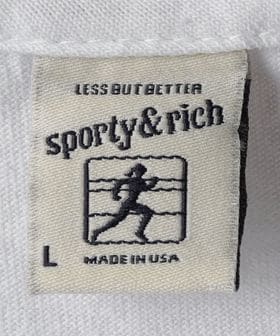 LESS BUT BETTER
sporty & rich
L
MADE IN USA